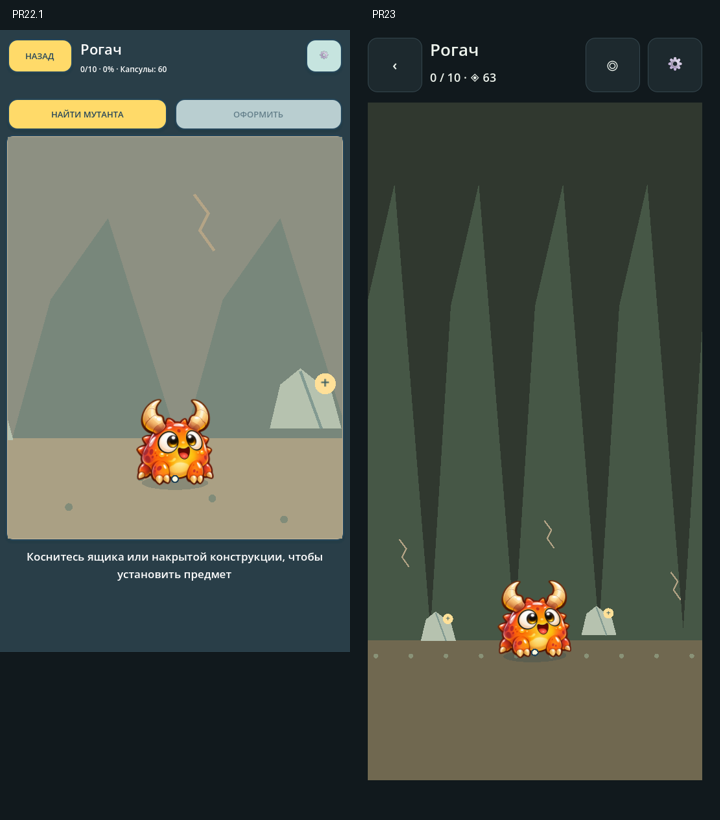 PR22.1
НАЗАД
Рогач
0/10 · 0% · Капсулы: 60
НАЙТИ МУТАНТА
ОФОРМИТЬ
+
Коснитесь ящика или накрытой конструкции, чтобы
установить предмет
PR23
‹
Рогач
0 / 10 · ◈ 63
◎
+
+